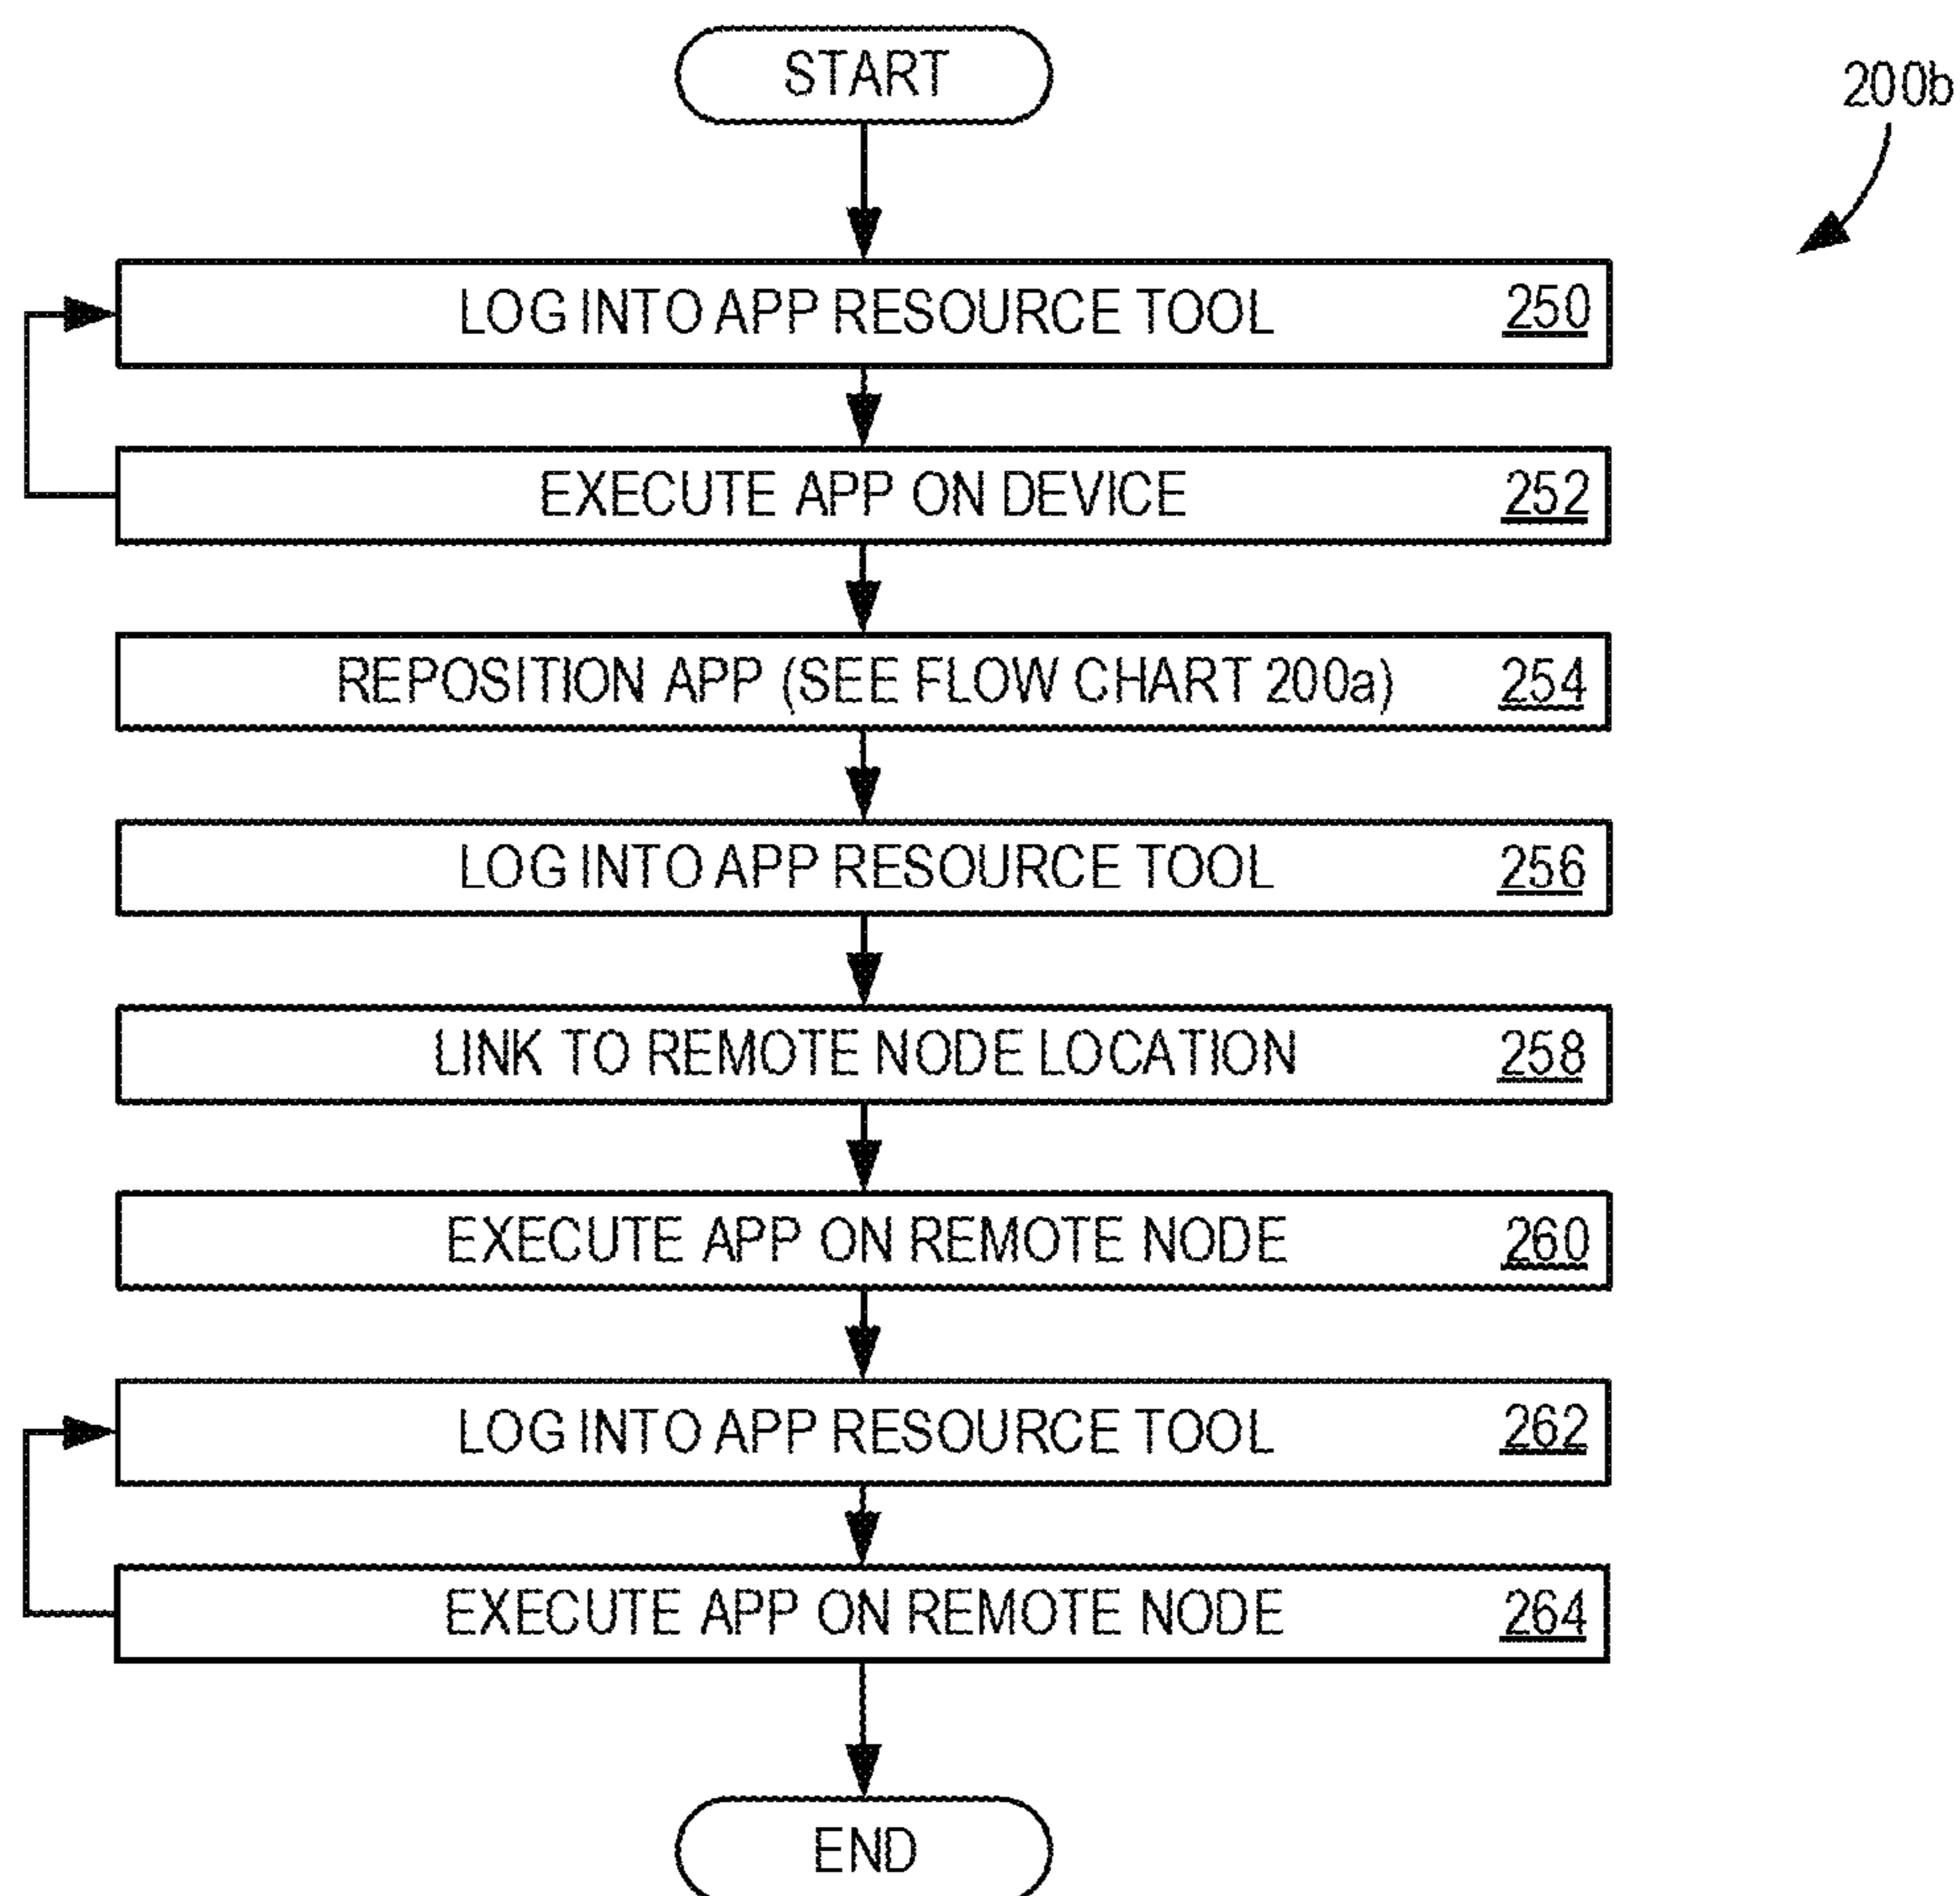 START
200b
LOG INTO APP RESOURCE TOOL 250
EXECUTE APP ON DEVICE 252
REPOSITION APP (SEE FLOW CHART 200a) 254
LOG INTO APP RESOURCE TOOL 256
LINK TO REMOTE NODE LOCATION 258
EXECUTE APP ON REMOTE NODE 260
LOG INTO APP RESOURCE TOOL 262
EXECUTE APP ON REMOTE NODE 264
END